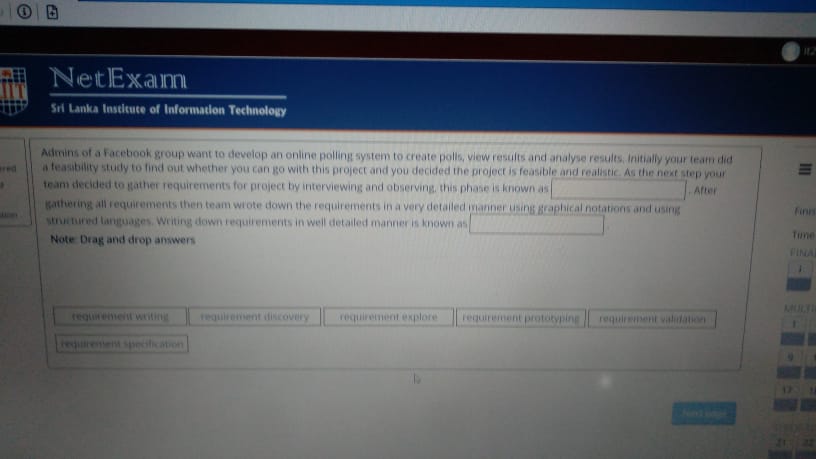 NetExam
Sri Lanka Institute of Information Technology
Admins of a Facebook group want to develop an online polling system to create polls, view results and analyse results. Initially your team did
a feasibility study to find out whether you can go with this project and you decided the project is feasible and realistic. As the next step your
team decided to gather requirements for project by interviewing and observing, this phase is known as . After
gathering all requirements then team wrote down the requirements in a very detailed manner using graphical notations and using
structured languages. Writing down requirements in well detailed manner is known as
Note: Drag and drop answers
requirement writing requirement discovery requirement explore requirement prototyping requirement validation
requirement specification
Next page
Time
1
1
9
17
21 22